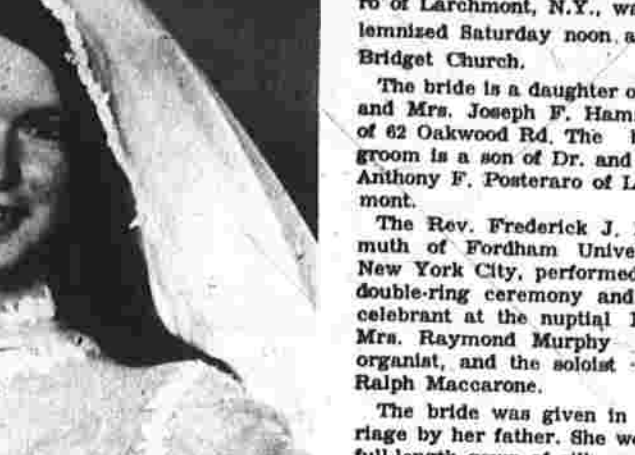 ro of Larchmont, N.Y., wa
lemnized Saturday noon a
Bridget Church.
The bride is a daughter o
and Mrs. Joseph F. Ham
of 62 Oakwood Rd. The
groom is a son of Dr. and
Anthony F. Posteraro of L
mont.
The Rev. Frederick J.
muth of Fordham Unive
New York City, performed
double-ring ceremony and
celebrant at the nuptial
Mrs. Raymond Murphy
organist, and the soloist
Ralph Maccarone.
The bride was given in
riage by her father. She we